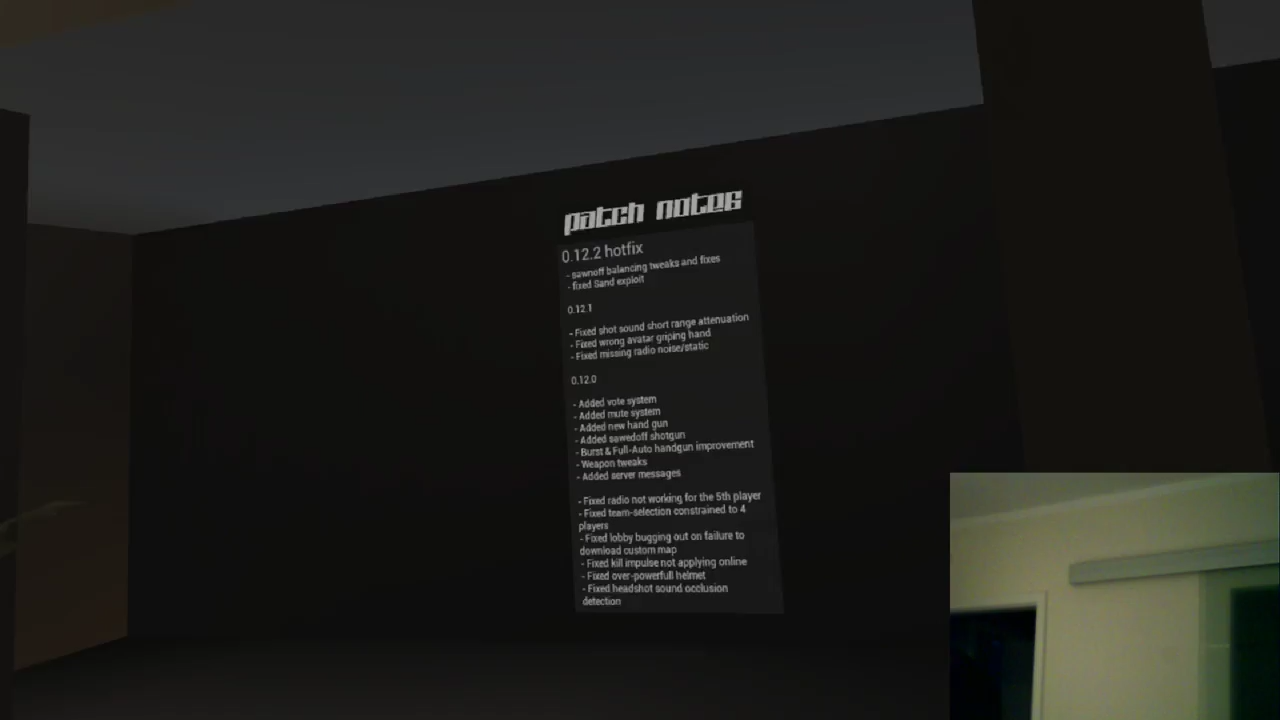 patch notes
0.12.2 hotfix
- sawnoff balancing tweaks and fixes
- fixed Sand exploit
0.12.1
- Fixed shot sound short range attenuation
- Fixed wrong avatar griping hand
- Fixed missing radio noise/static
0.12.0
- Added vote system
- Added mute system
- Added new hand gun
- Added sawedoff shotgun
- Burst & Full-Auto handgun improvement
- Weapon tweaks
- Added server messages
- Fixed radio not working for the 5th player
- Fixed team-selection constrained to 4
players
- Fixed lobby bugging out on failure to
download custom map
- Fixed kill impulse not applying online
- Fixed over-powerfull helmet
- Fixed headshot sound occlusion
detection